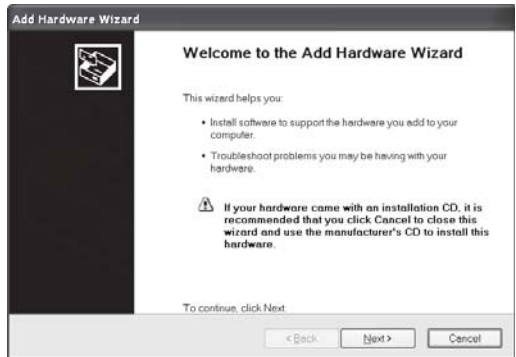 Add Hardware Wizard
Welcome to the Add Hardware Wizard
This wizard helps you:
• Install software to support the hardware you add to your
computer.
• Troubleshoot problems you may be having with your
hardware.
If your hardware came with an installation CD, it is
recommended that you click Cancel to close this
wizard and use the manufacturer's CD to install this
hardware.
To continue, click Next.
< Back
Next >
Cancel